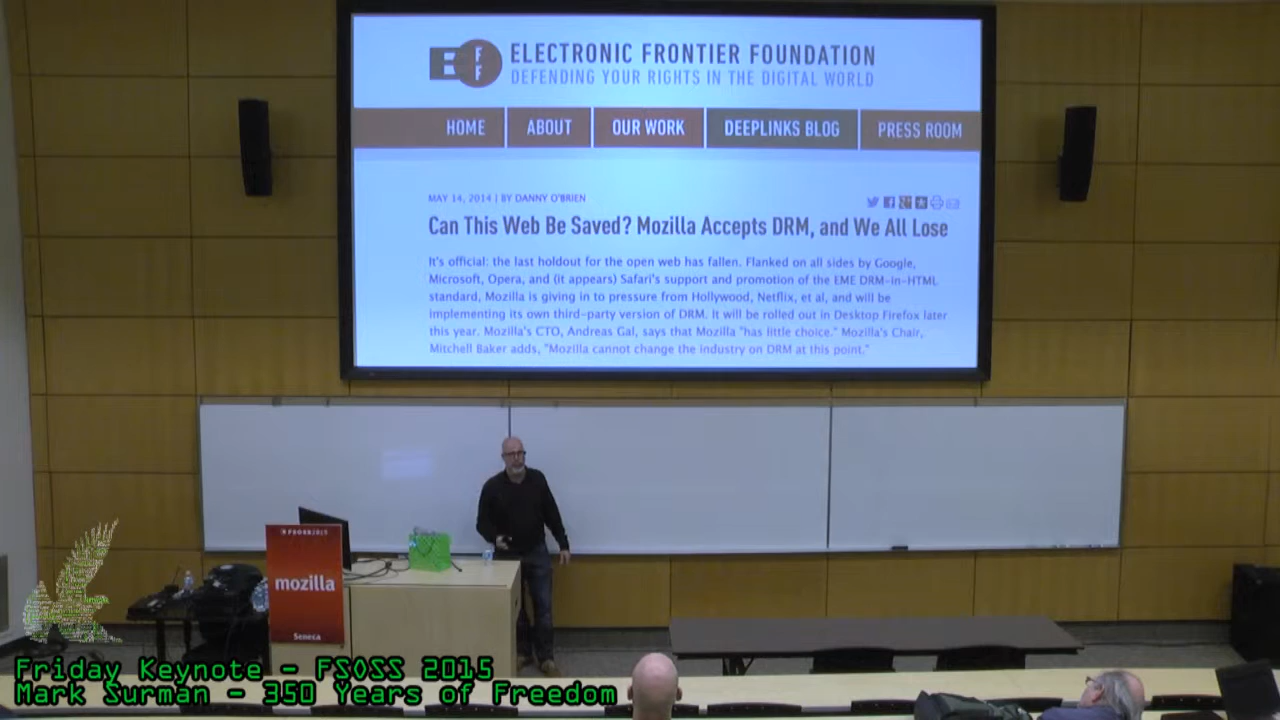 E F F ELECTRONIC FRONTIER FOUNDATION
DEFENDING YOUR RIGHTS IN THE DIGITAL WORLD
HOME ABOUT OUR WORK DEEPLINKS BLOG PRESS ROOM
MAY 14, 2014 | BY DANNY O'BRIEN
Can This Web Be Saved? Mozilla Accepts DRM, and We All Lose
It's official: the last holdout for the open web has fallen. Flanked on all sides by Google,
Microsoft, Opera, and (it appears) Safari's support and promotion of the EME DRM-in-HTML
standard, Mozilla is giving in to pressure from Hollywood, Netflix, et al, and will be
implementing its own third-party version of DRM. It will be rolled out in Desktop Firefox later
this year. Mozilla's CTO, Andreas Gal, says that Mozilla "has little choice." Mozilla's Chair,
Mitchell Baker adds, "Mozilla cannot change the industry on DRM at this point."
FSOSS2015
mozilla
Seneca
Friday Keynote - FSOSS 2015
Mark Surman - 350 Years of Freedom